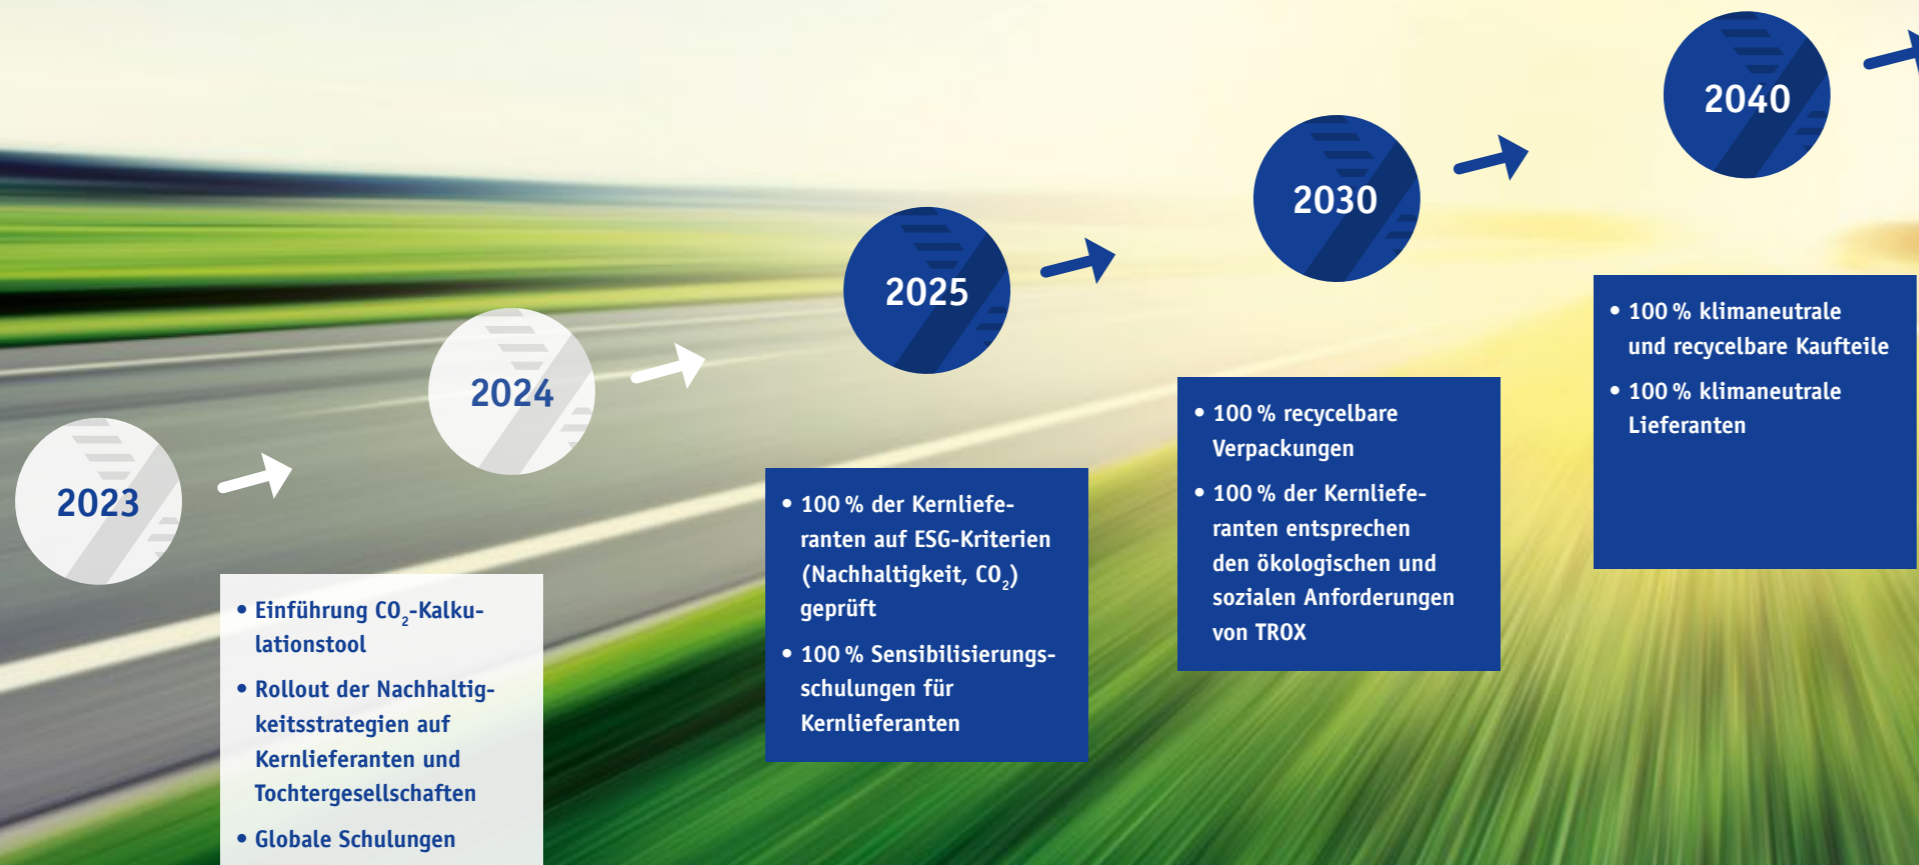 2023
2024
• Einführung CO₂-Kalku-
lationstool
• Rollout der Nachhaltig-
keitsstrategien auf
Kernlieferanten und
Tochtergesellschaften
• Globale Schulungen
2025
• 100 % der Kernliefe-
ranten auf ESG-Kriterien
(Nachhaltigkeit, CO₂)
geprüft
• 100 % Sensibilisierungs-
schulungen für
Kernlieferanten
2030
• 100 % recycelbare
Verpackungen
• 100 % der Kernliefe-
ranten entsprechen
den ökologischen und
sozialen Anforderungen
von TROX
2040
• 100 % klimaneutrale
und recycelbare Kaufteile
• 100 % klimaneutrale
Lieferanten